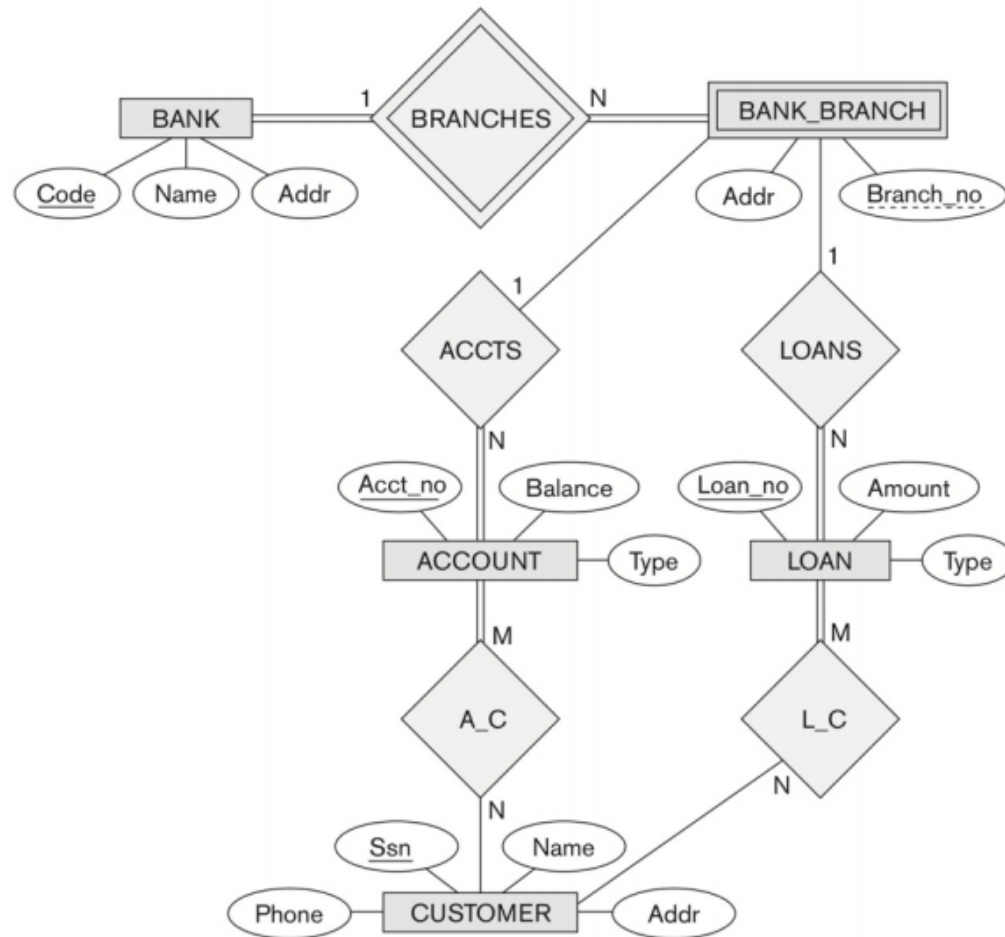 1
BRANCHES
N
BANK
BANK_BRANCH
Code
Name
Addr
Addr
Branch_no
1
1
ACCTS
LOANS
N
N
Acct_no
Balance
Loan_no
Amount
ACCOUNT
Type
LOAN
Type
M
M
A_C
L_C
N
N
Ssn
Name
Phone
CUSTOMER
Addr